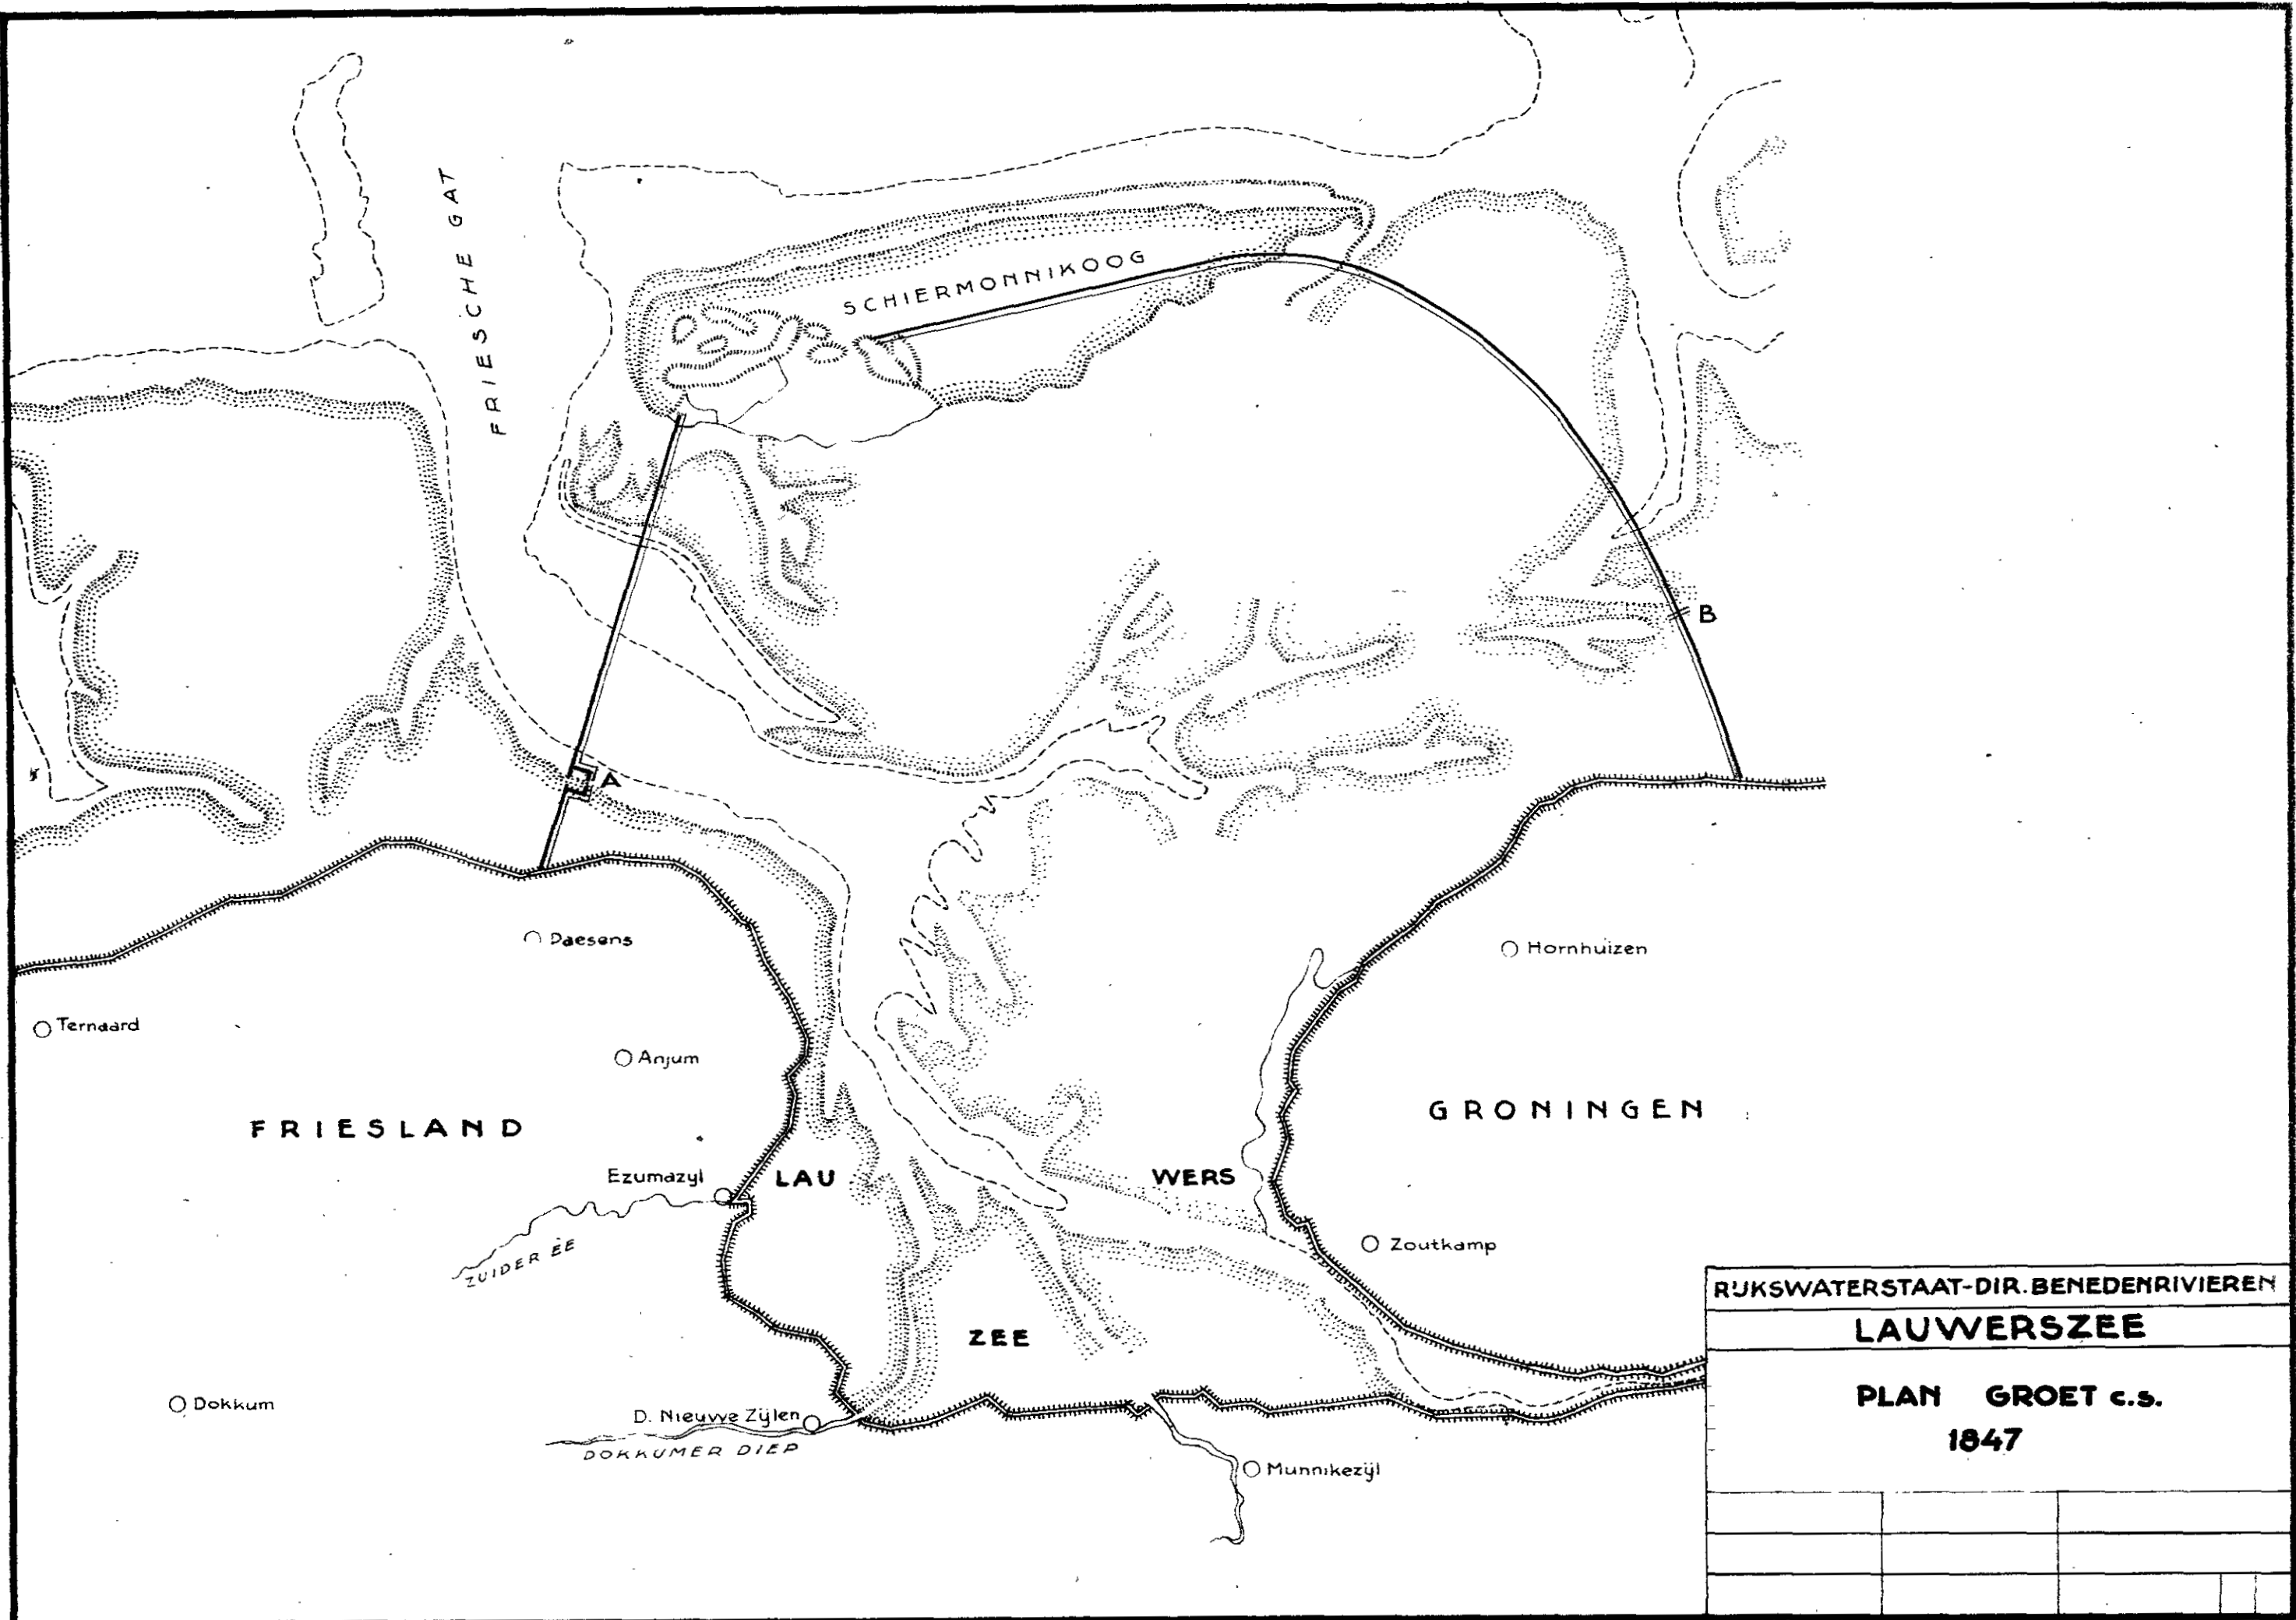 FRIESCHE GAT
SCHIERMONNIKOOG
B
A
Daesens
Hornhuizen
Ternaard
Anjum
FRIESLAND
GRONINGEN
Ezumazyl
LAU
WERS
ZUIDER EE
Zoutkamp
ZEE
Dokkum
D. Nieuwe Zijlen
DOKKUMER DIEP
Munnikezijl
RIJKSWATERSTAAT-DIR. BENEDENRIVIEREN
LAUWERSZEE
PLAN GROET c.s.
1847